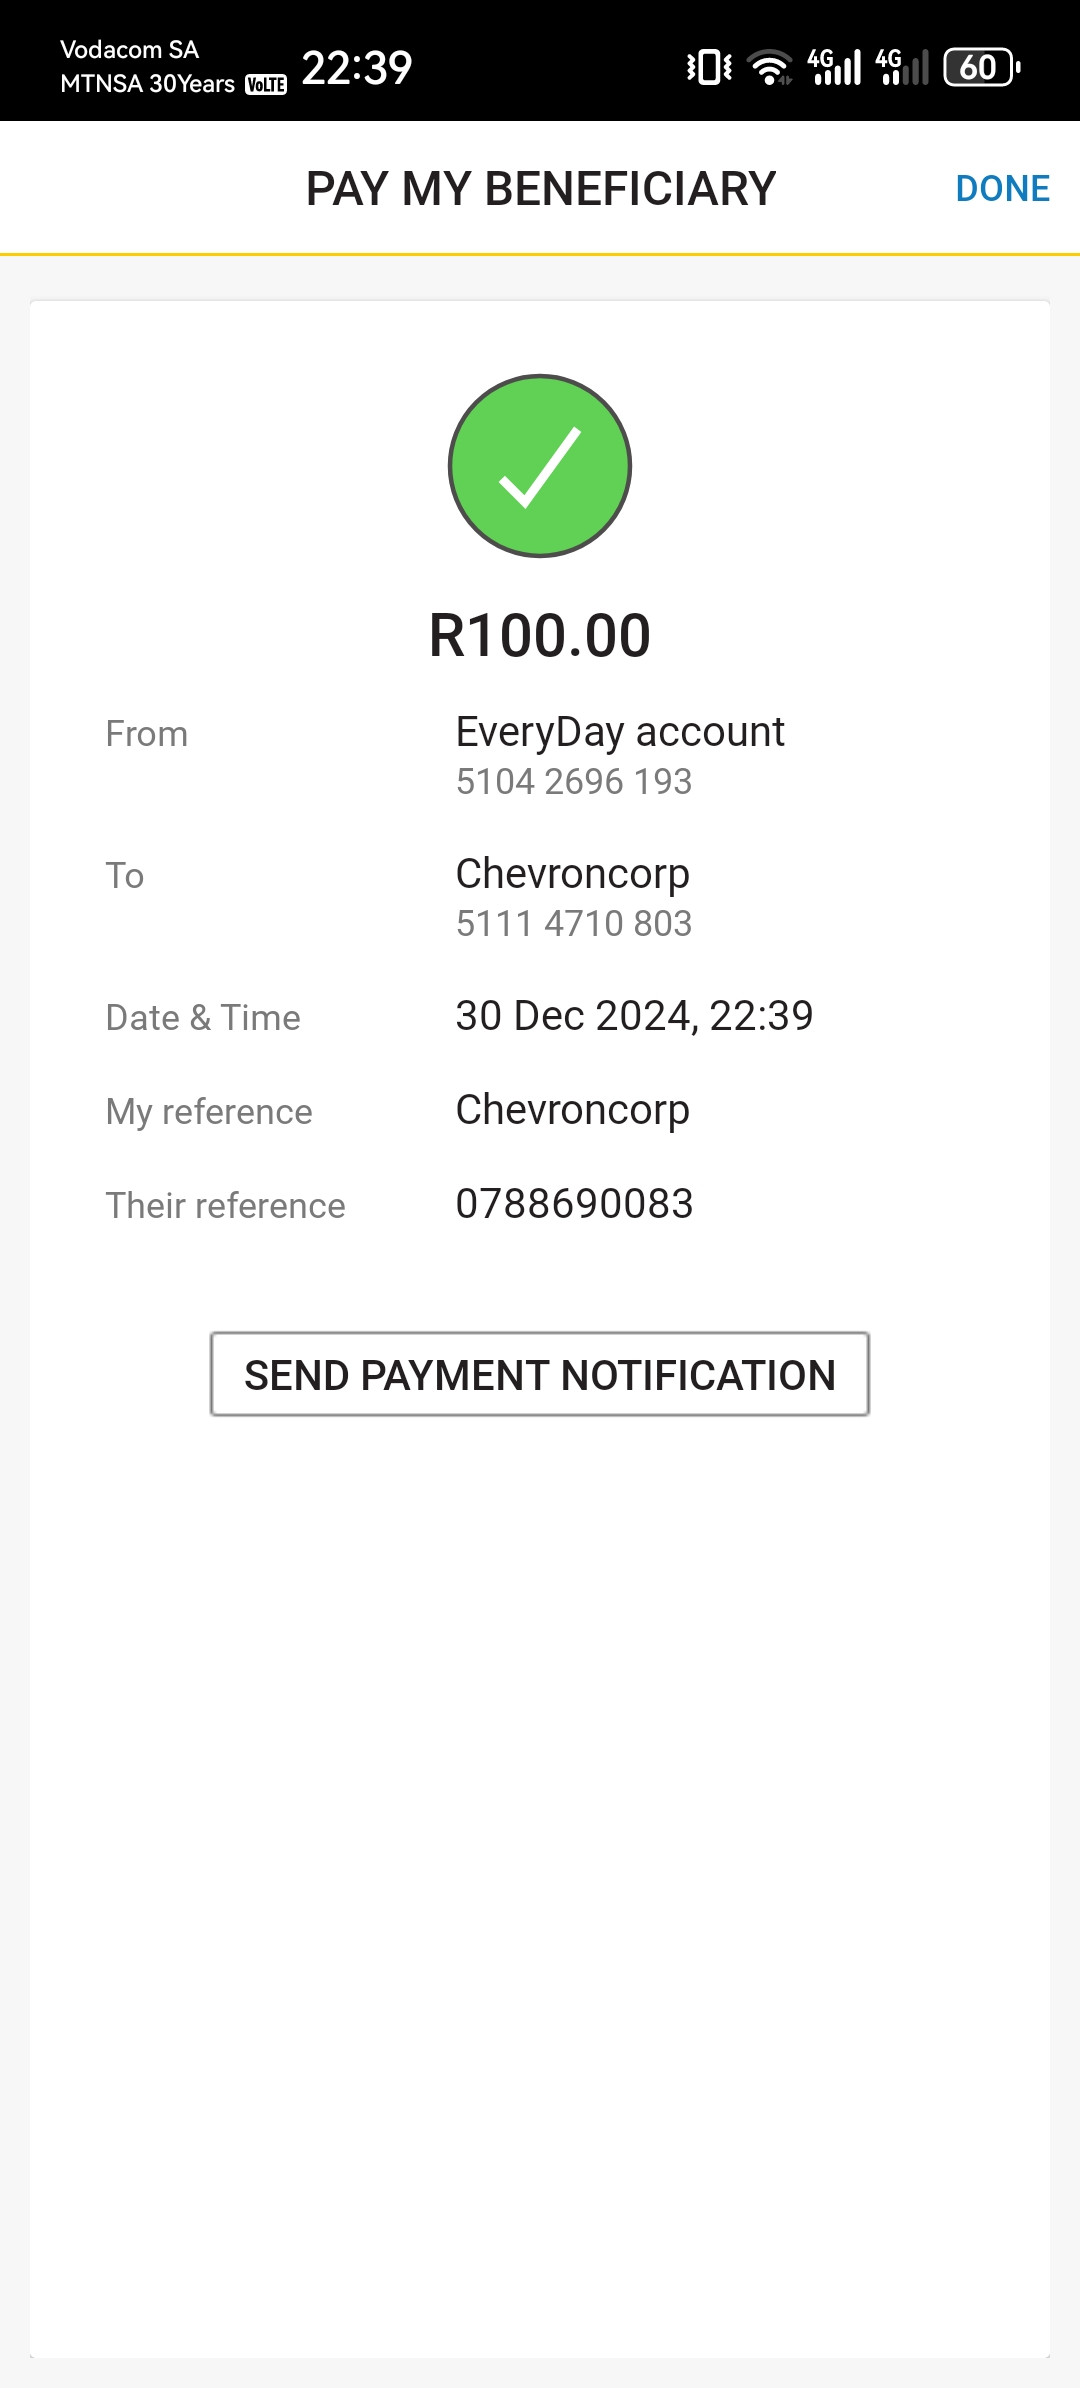 Vodacom SA
MTNSA 30Years VoLTE 22:39 4G 4G 60
PAY MY BENEFICIARY DONE
R100.00
From EveryDay account
5104 2696 193
To Chevroncorp
5111 4710 803
Date & Time 30 Dec 2024, 22:39
My reference Chevroncorp
Their reference 0788690083
SEND PAYMENT NOTIFICATION